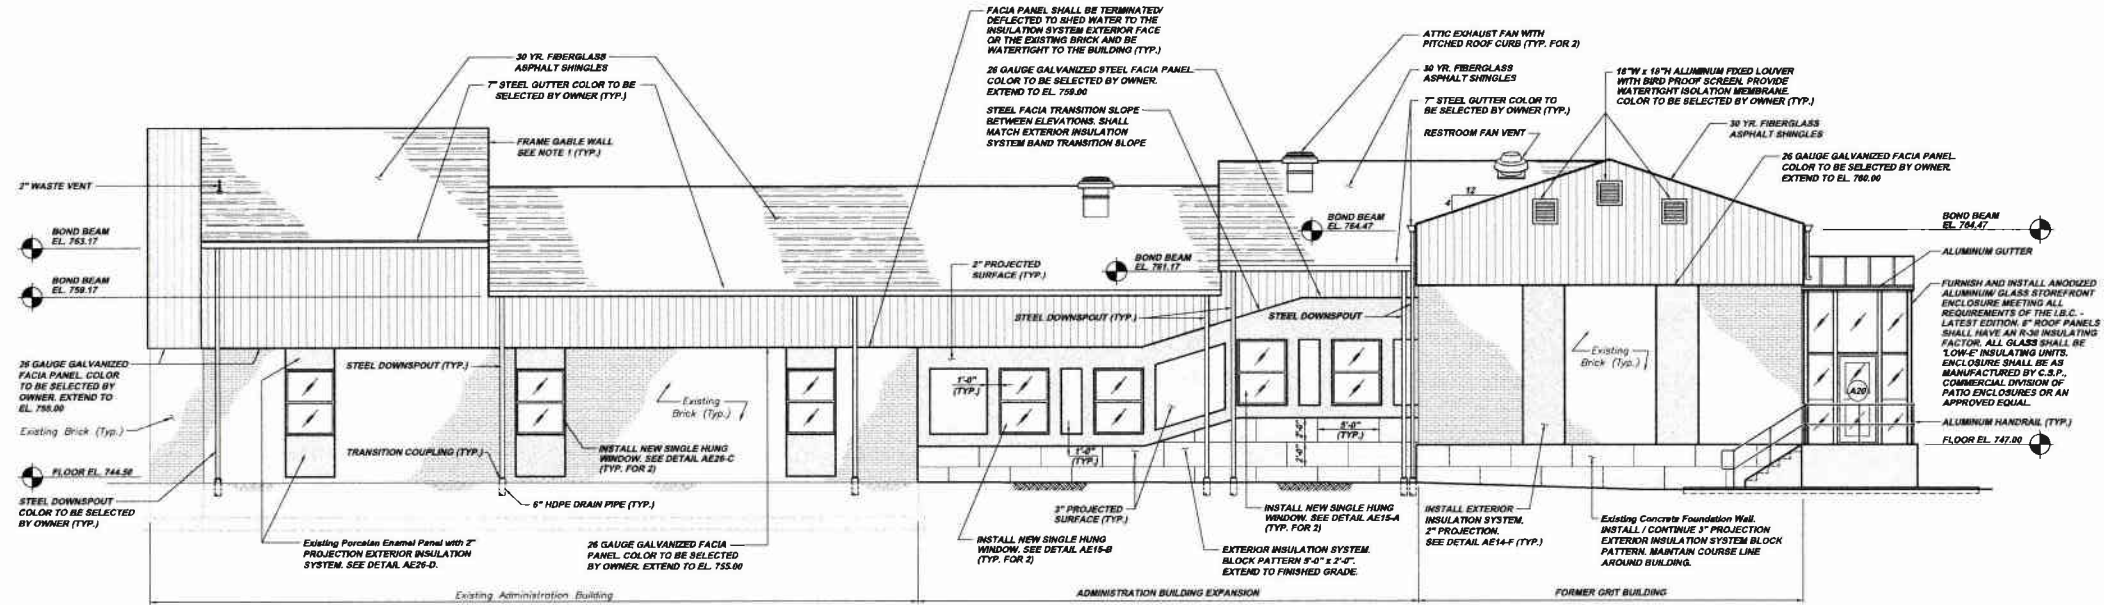 FACIA PANEL SHALL BE TERMINATED/
DEFLECTED TO SHED WATER TO THE
INSULATION SYSTEM EXTERIOR FACE
OR THE EXISTING BRICK AND BE
WATERTIGHT TO THE BUILDING (TYP.)
30 YR. FIBERGLASS
ASPHALT SHINGLES
7" STEEL GUTTER COLOR TO BE
SELECTED BY OWNER (TYP.)
FRAME GABLE WALL
SEE NOTE 1 (TYP.)
26 GAUGE GALVANIZED STEEL FACIA PANEL
COLOR TO BE SELECTED BY OWNER.
EXTEND TO EL. 759.00
STEEL FACIA TRANSITION SLOPE
BETWEEN ELEVATIONS. SHALL
MATCH EXTERIOR INSULATION
SYSTEM BAND TRANSITION SLOPE
ATTIC EXHAUST FAN WITH
PITCHED ROOF CURB (TYP. FOR 2)
30 YR. FIBERGLASS
ASPHALT SHINGLES
7" STEEL GUTTER COLOR TO
BE SELECTED BY OWNER (TYP.)
RESTROOM FAN VENT
18"W x 18"H ALUMINUM FIXED LOUVER
WITH BIRD PROOF SCREEN. PROVIDE
WATERTIGHT ISOLATION MEMBRANE.
COLOR TO BE SELECTED BY OWNER (TYP.)
30 YR. FIBERGLASS
ASPHALT SHINGLES
26 GAUGE GALVANIZED FACIA PANEL
COLOR TO BE SELECTED BY OWNER.
EXTEND TO EL. 760.00
2" WASTE VENT
12
4
BOND BEAM
EL. 763.17
BOND BEAM
EL. 759.17
2" PROJECTED
SURFACE (TYP.)
BOND BEAM
EL. 761.17
BOND BEAM
EL. 764.47
BOND BEAM
EL. 764.47
ALUMINUM GUTTER
FURNISH AND INSTALL ANODIZED
ALUMINUM/ GLASS STOREFRONT
ENCLOSURE MEETING ALL
REQUIREMENTS OF THE I.B.C. -
LATEST EDITION. 6" ROOF PANELS
SHALL HAVE AN R-30 INSULATING
FACTOR. ALL GLASS SHALL BE
'LOW-E' INSULATING UNITS.
ENCLOSURE SHALL BE AS
MANUFACTURED BY C.S.P.,
COMMERCIAL DIVISION OF
PATIO ENCLOSURES OR AN
APPROVED EQUAL.
STEEL DOWNSPOUT (TYP.)
STEEL DOWNSPOUT
26 GAUGE GALVANIZED
FACIA PANEL. COLOR
TO BE SELECTED BY
OWNER. EXTEND TO
EL. 755.00
Existing Brick (Typ.)
STEEL DOWNSPOUT (TYP.)
Existing
Brick (Typ.)
1'-0"
(TYP.)
Existing
Brick (Typ.)
A20
ALUMINUM HANDRAIL (TYP.)
TRANSITION COUPLING (TYP.)
INSTALL NEW SINGLE HUNG
WINDOW. SEE DETAIL AE26-C
(TYP. FOR 2)
1'-0"
(TYP.)
2'-0"
2'-0"
5'-0"
(TYP.)
FLOOR EL. 747.00
FLOOR EL. 744.50
STEEL DOWNSPOUT
COLOR TO BE SELECTED
BY OWNER (TYP.)
6" HDPE DRAIN PIPE (TYP.)
3" PROJECTED
SURFACE (TYP.)
INSTALL NEW SINGLE HUNG
WINDOW. SEE DETAIL AE15-A
(TYP. FOR 2)
INSTALL EXTERIOR
INSULATION SYSTEM.
2" PROJECTION.
SEE DETAIL AE14-F (TYP.)
Existing Concrete Foundation Wall.
INSTALL / CONTINUE 3" PROJECTION
EXTERIOR INSULATION SYSTEM BLOCK
PATTERN. MAINTAIN COURSE LINE
AROUND BUILDING.
Existing Porcelan Enamel Panel with 2"
PROJECTION EXTERIOR INSULATION
SYSTEM. SEE DETAIL AE26-D.
26 GAUGE GALVANIZED FACIA
PANEL. COLOR TO BE SELECTED
BY OWNER. EXTEND TO EL. 755.00
INSTALL NEW SINGLE HUNG
WINDOW. SEE DETAIL AE15-B
(TYP. FOR 2)
EXTERIOR INSULATION SYSTEM.
BLOCK PATTERN 5'-0" x 2'-0".
EXTEND TO FINISHED GRADE.
Existing Administration Building
ADMINISTRATION BUILDING EXPANSION
FORMER GRIT BUILDING